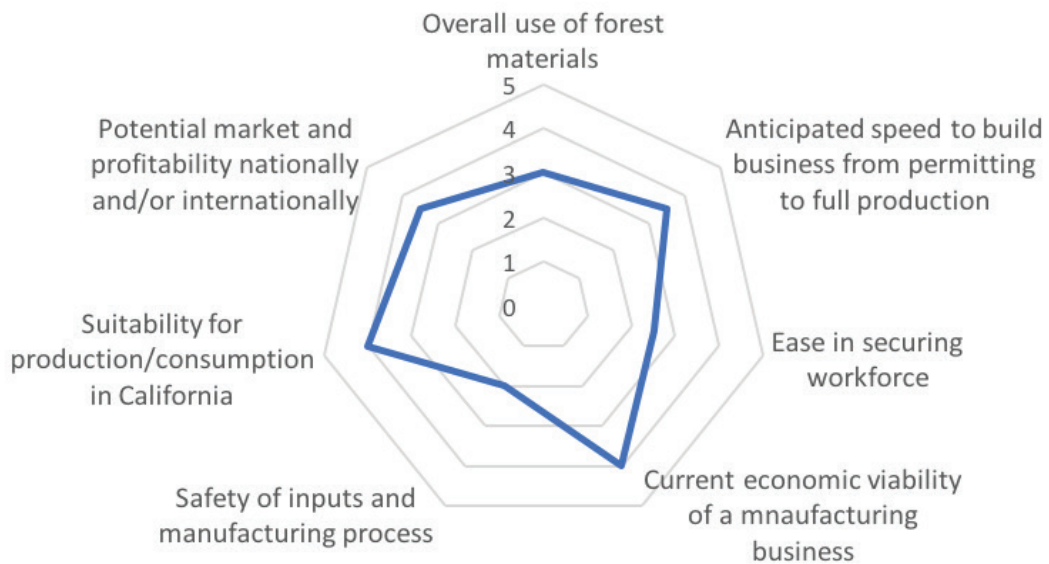 Overall use of forest
materials
5
4
3
2
1
0
Anticipated speed to build
business from permitting
to full production
Ease in securing
workforce
Current economic viability
of a mnaufacturing
business
Safety of inputs and
manufacturing process
Suitability for
production/consumption
in California
Potential market and
profitability nationally
and/or internationally